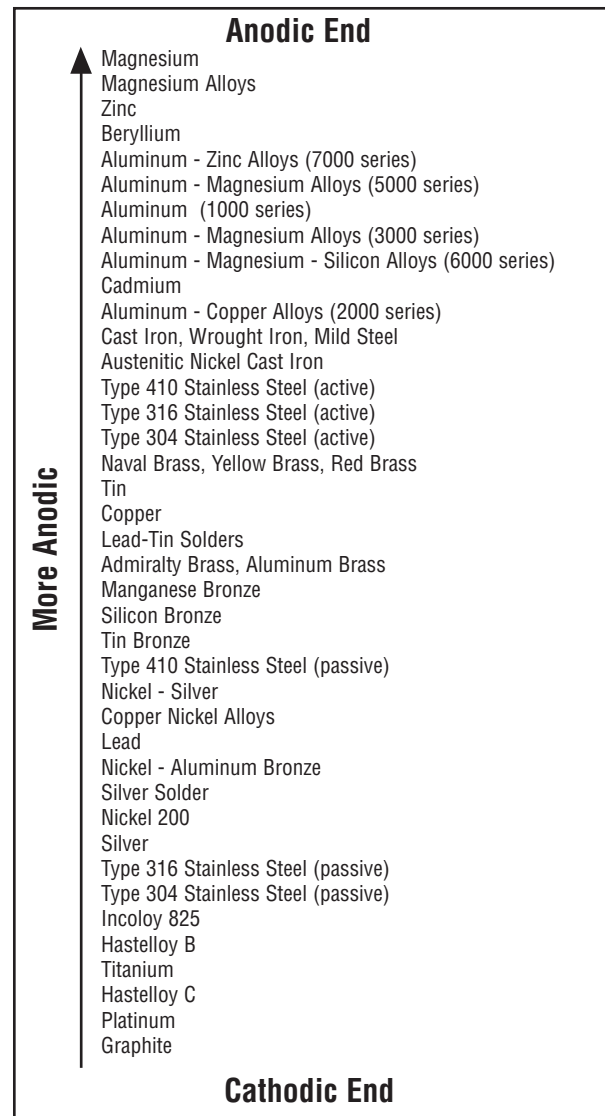 Anodic End
Magnesium
Magnesium Alloys
Zinc
Beryllium
Aluminum - Zinc Alloys (7000 series)
Aluminum - Magnesium Alloys (5000 series)
Aluminum (1000 series)
Aluminum - Magnesium Alloys (3000 series)
Aluminum - Magnesium - Silicon Alloys (6000 series)
Cadmium
Aluminum - Copper Alloys (2000 series)
Cast Iron, Wrought Iron, Mild Steel
Austenitic Nickel Cast Iron
Type 410 Stainless Steel (active)
Type 316 Stainless Steel (active)
Type 304 Stainless Steel (active)
Naval Brass, Yellow Brass, Red Brass
Tin
Copper
Lead-Tin Solders
Admiralty Brass, Aluminum Brass
Manganese Bronze
Silicon Bronze
Tin Bronze
Type 410 Stainless Steel (passive)
Nickel - Silver
Copper Nickel Alloys
Lead
Nickel - Aluminum Bronze
Silver Solder
Nickel 200
Silver
Type 316 Stainless Steel (passive)
Type 304 Stainless Steel (passive)
Incoloy 825
Hastelloy B
Titanium
Hastelloy C
Platinum
Graphite
More Anodic
Cathodic End